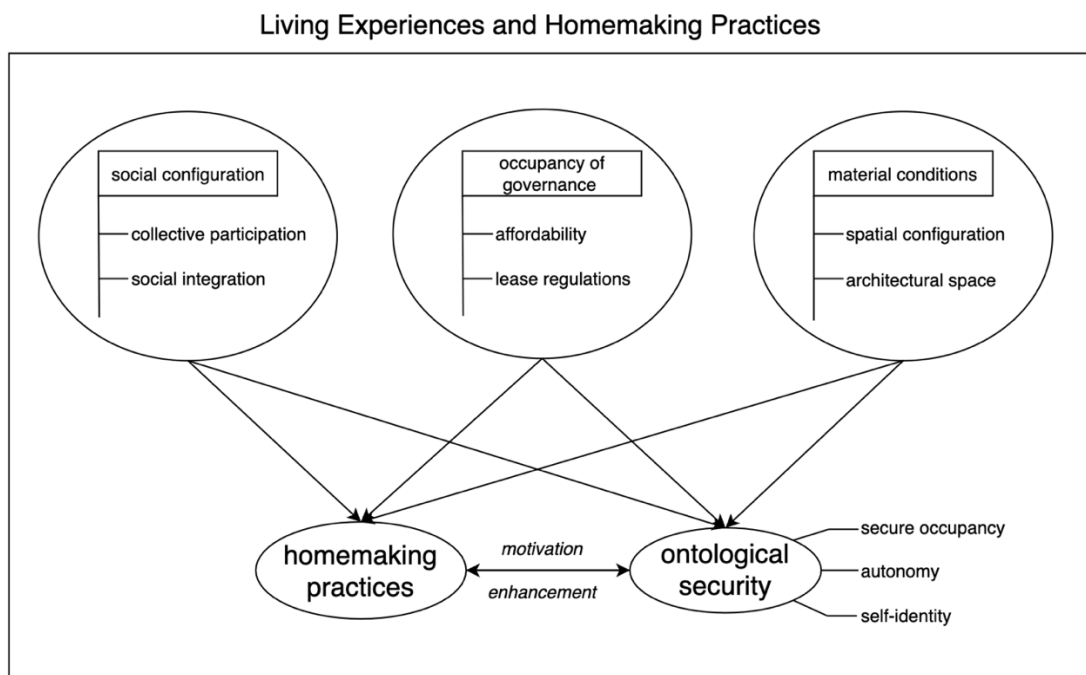 Living Experiences and Homemaking Practices
social configuration
collective participation
social integration
occupancy of
governance
affordability
lease regulations
material conditions
spatial configuration
architectural space
homemaking
practices
motivation
enhancement
ontological
security
secure occupancy
autonomy
self-identity